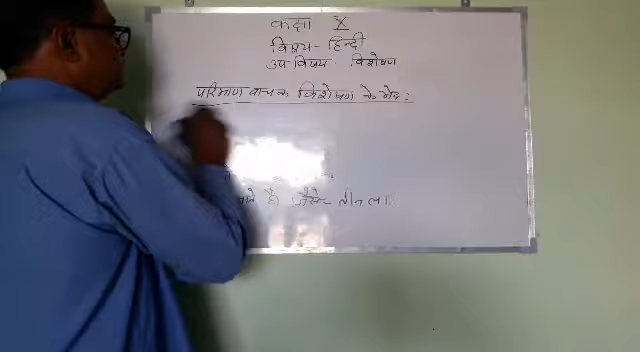 कक्षा X
विषय - हिन्दी
उप-विषय - विशेषण
परिमाण वाचक विशेषण के भेद :
है जैसे - तीन